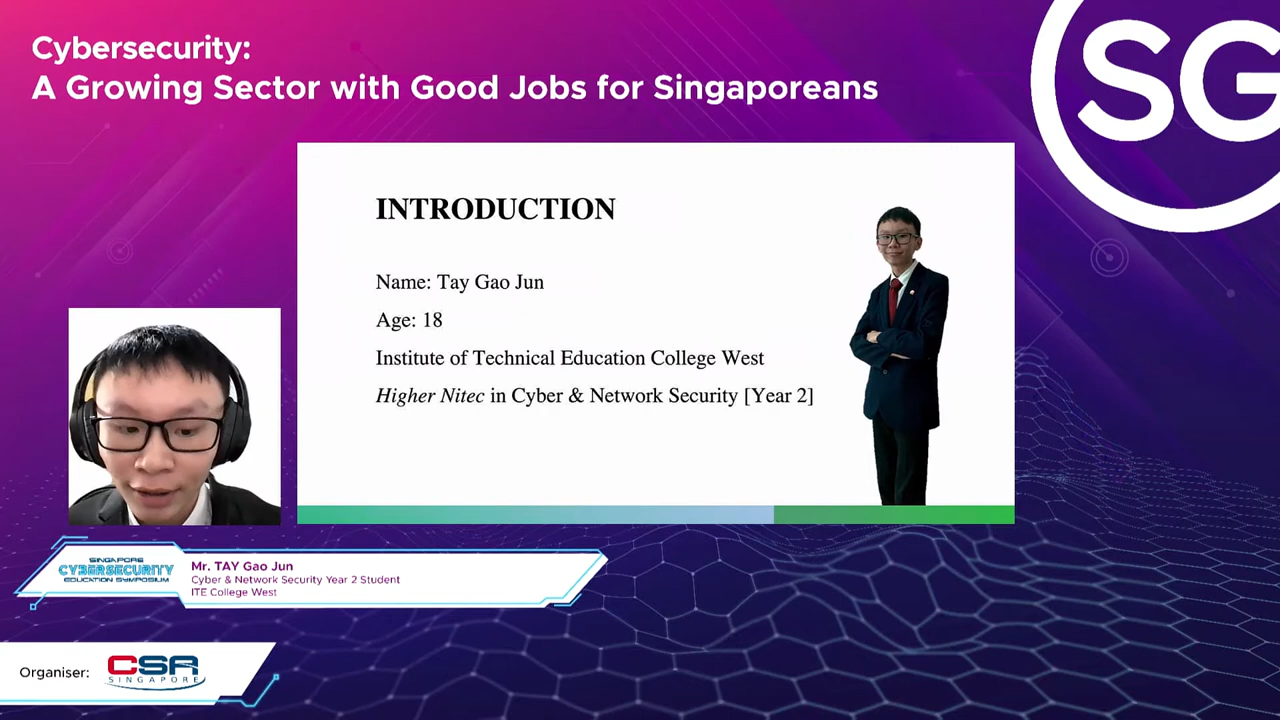 Cybersecurity:
A Growing Sector with Good Jobs for Singaporeans
SG
INTRODUCTION
Name: Tay Gao Jun
Age: 18
Institute of Technical Education College West
Higher Nitec in Cyber & Network Security [Year 2]
SINGAPORE
CYBERSECURITY
EDUCATION SYMPOSIUM
Mr. TAY Gao Jun
Cyber & Network Security Year 2 Student
ITE College West
Organiser:
CSA
SINGAPORE